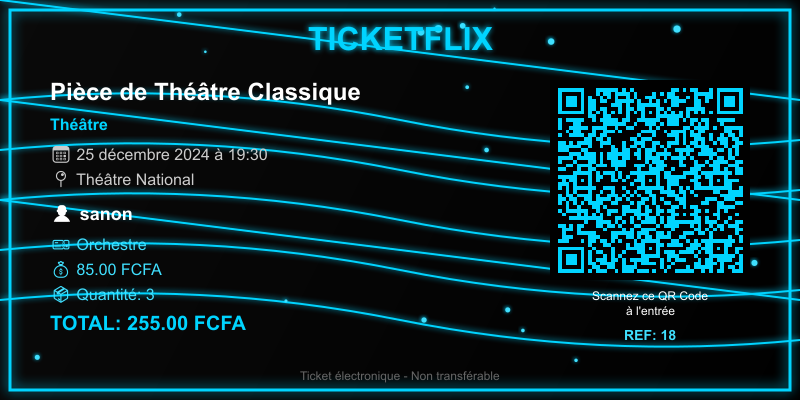 TICKETFLIX
Pièce de Théâtre Classique
Théâtre
25 décembre 2024 à 19:30
Théâtre National
sanon
Orchestre
85.00 FCFA
Quantité: 3
TOTAL: 255.00 FCFA
Scannez ce QR Code
à l'entrée
REF: 18
Ticket électronique - Non transférable